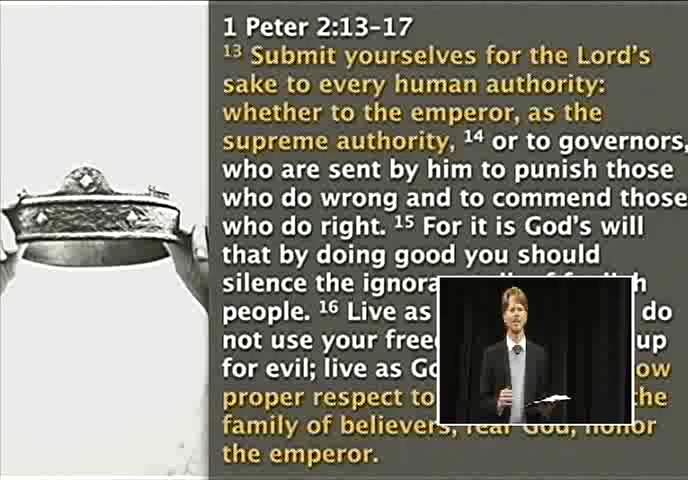 1 Peter 2:13–17
13 Submit yourselves for the Lord's
sake to every human authority:
whether to the emperor, as the
supreme authority, 14 or to governors,
who are sent by him to punish those
who do wrong and to commend those
who do right. 15 For it is God's will
that by doing good you should
silence the ignora
people. 16 Live as do
not use your free up
for evil; live as Go ow
proper respect to the
family of believers, fear God, honor
the emperor.